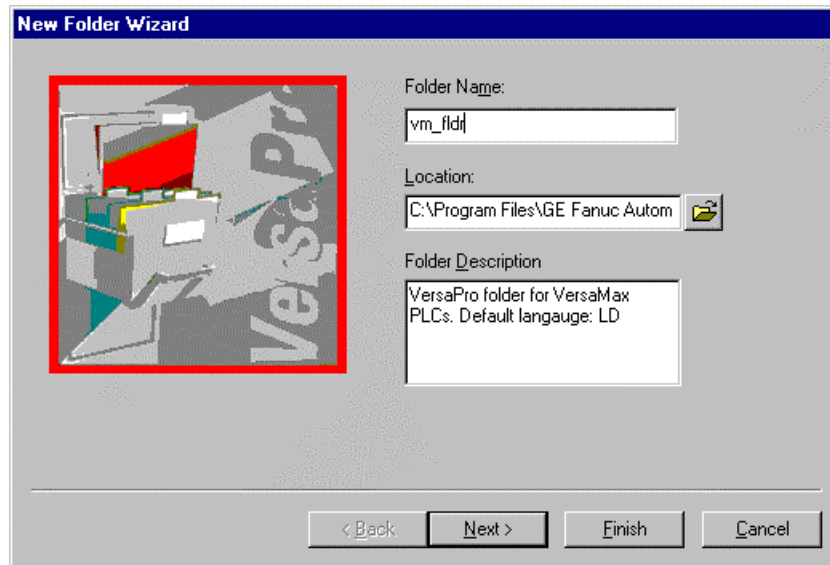 New Folder Wizard
Folder Name:
vm_fldr
Location:
C:\Program Files\GE Fanuc Autom
Folder Description
VersaPro folder for VersaMax
PLCs. Default langauge: LD
VersaPro
< Back
Next >
Finish
Cancel